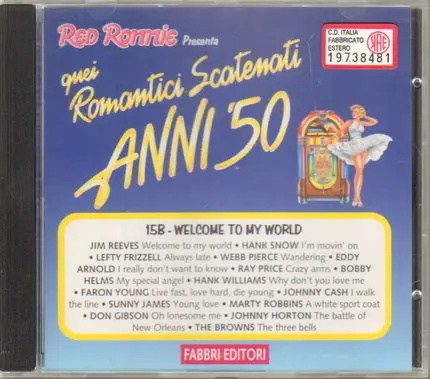 Red Ronnie Presenta
C.D. ITALIA
FABBRICATO
ESTERO
SIAE
19738481
quei
Romantici Scatenati
ANNI '50
15B - WELCOME TO MY WORLD
JIM REEVES Welcome to my world • HANK SNOW I'm movin' on
• LEFTY FRIZZELL Always late • WEBB PIERCE Wandering • EDDY
ARNOLD I really don't want to know • RAY PRICE Crazy arms • BOBBY
HELMS My special angel • HANK WILLIAMS Why don't you love me
• FARON YOUNG Live fast, love hard, die young • JOHNNY CASH I walk
the line • SUNNY JAMES Young love • MARTY ROBBINS A white sport coat
• DON GIBSON Oh lonesome me • JOHNNY HORTON The battle of
New Orleans • THE BROWNS The three bells
FABBRI EDITORI